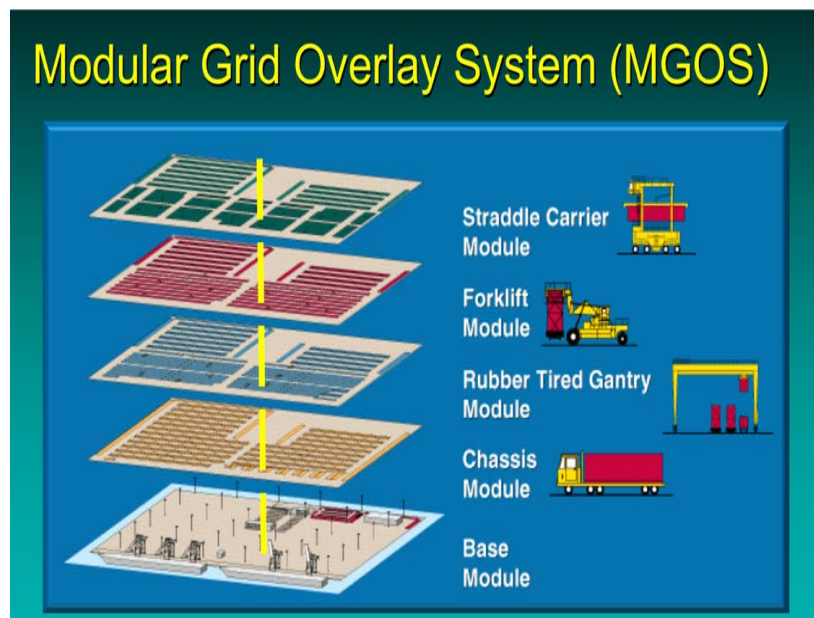 Modular Grid Overlay System (MGOS)
Straddle Carrier
Module
Forklift
Module
Rubber Tired Gantry
Module
Chassis
Module
Base
Module